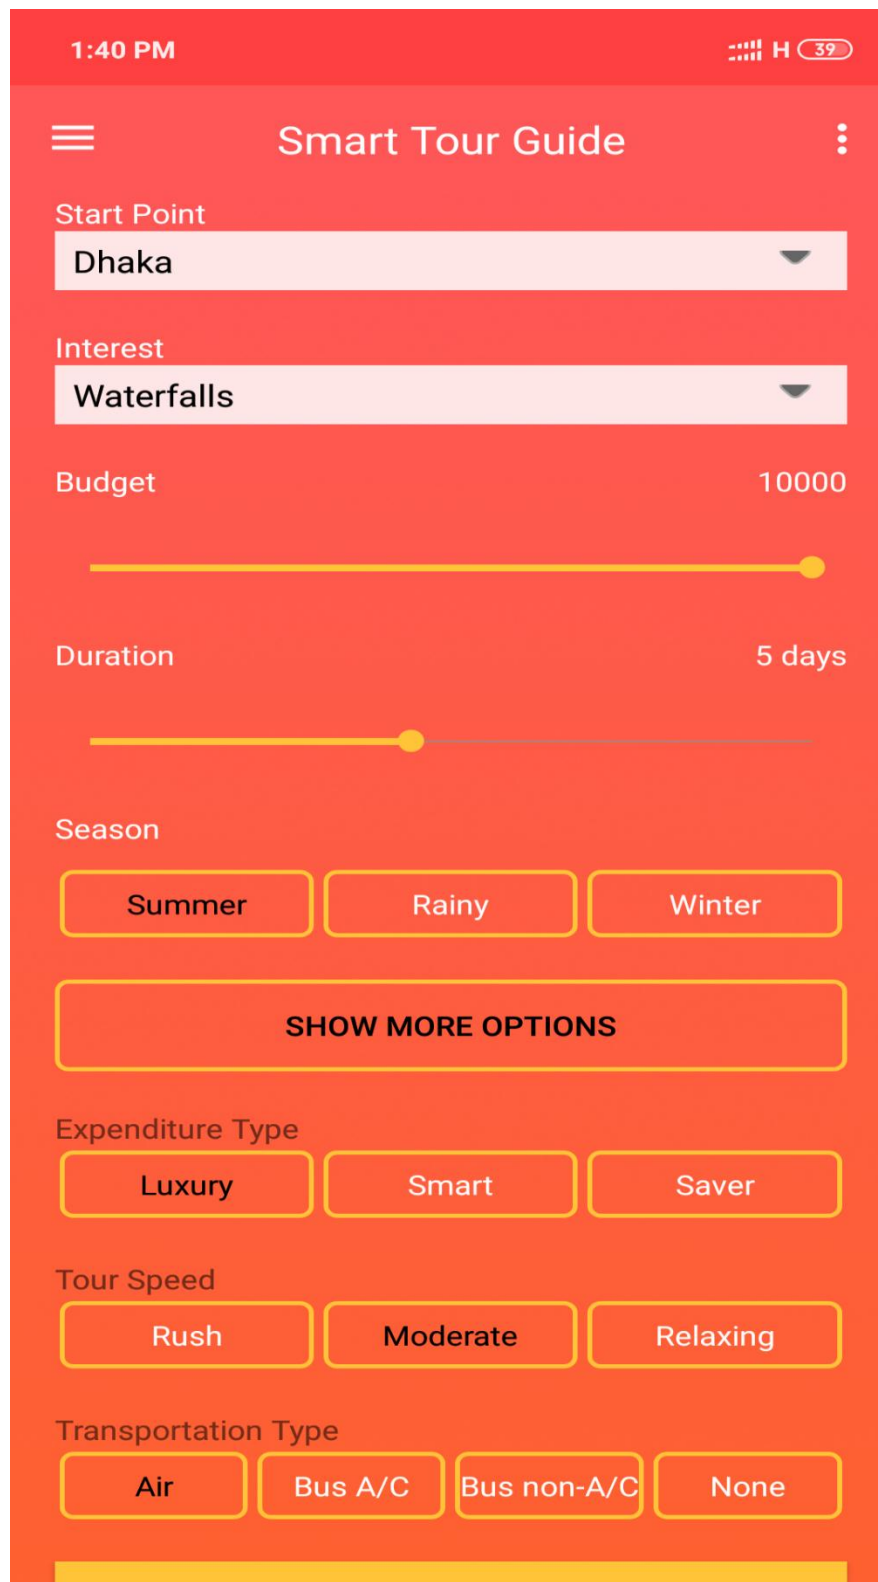 1:40 PM H 39
Smart Tour Guide
Start Point
Dhaka
Interest
Waterfalls
Budget 10000
Duration 5 days
Season
Summer Rainy Winter
SHOW MORE OPTIONS
Expenditure Type
Luxury Smart Saver
Tour Speed
Rush Moderate Relaxing
Transportation Type
Air Bus A/C Bus non-A/C None